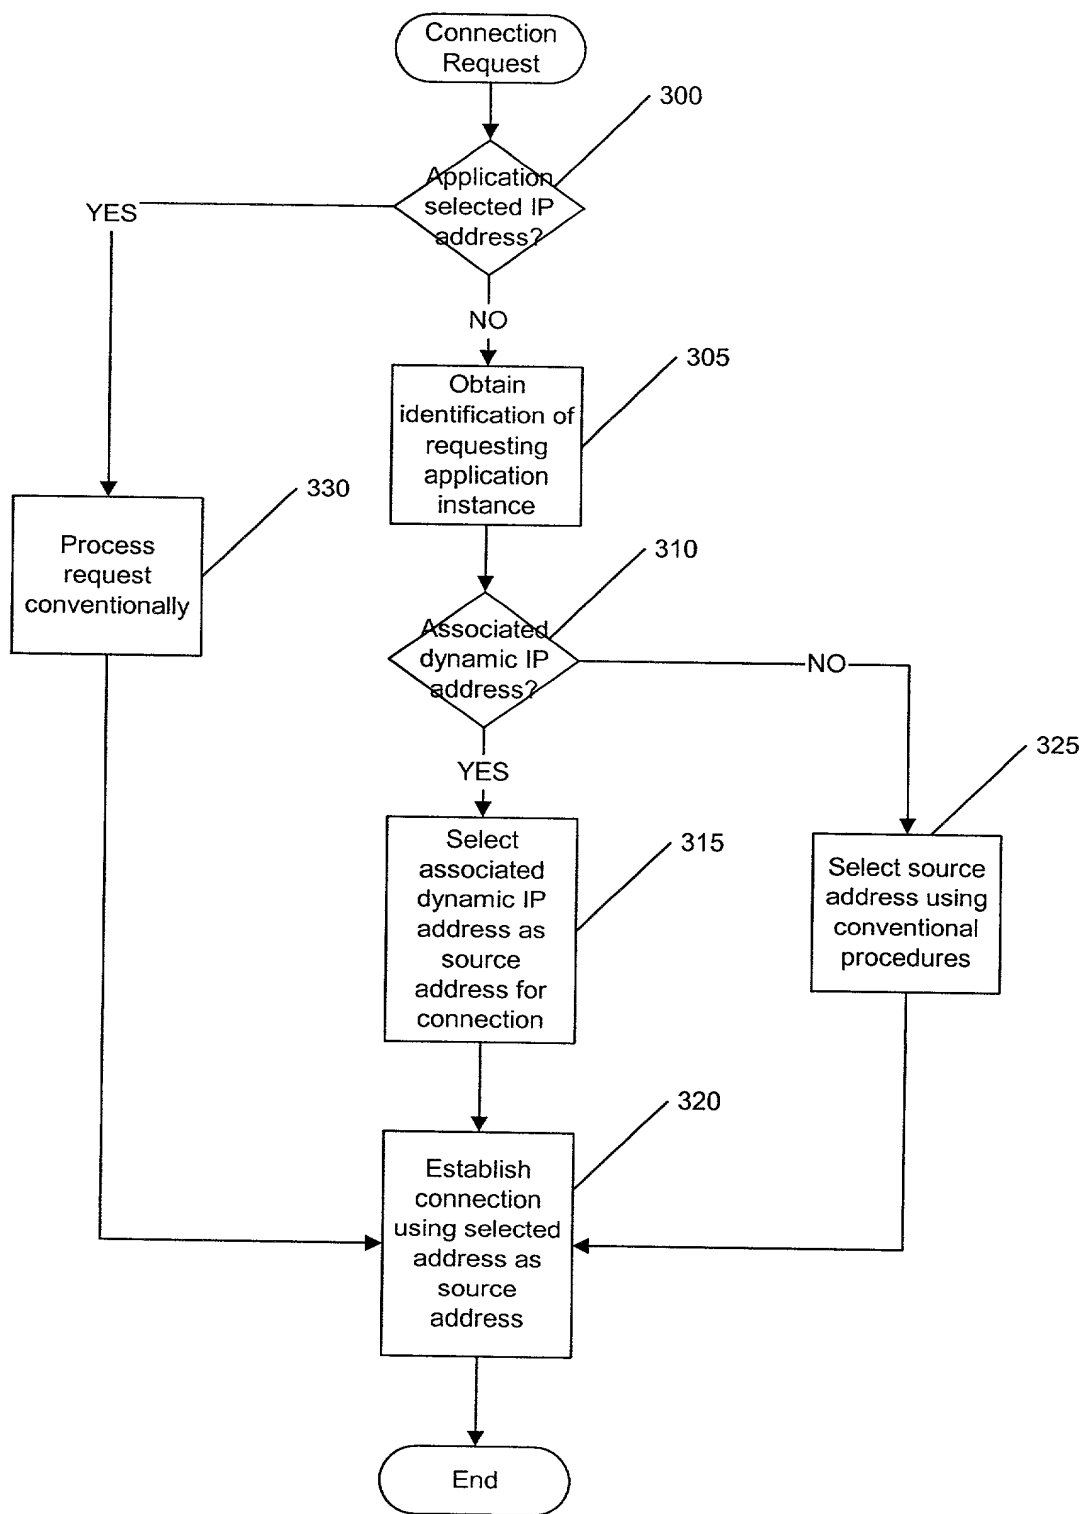 Connection
Request
300
Application
selected IP
address?
YES
NO
305
Obtain
identification of
requesting
application
instance
330
Process
request
conventionally
310
Associated
dynamic IP
address?
NO
YES
325
Select
associated
dynamic IP
address as
source
address for
connection
315
Select source
address using
conventional
procedures
320
Establish
connection
using selected
address as
source
address
End